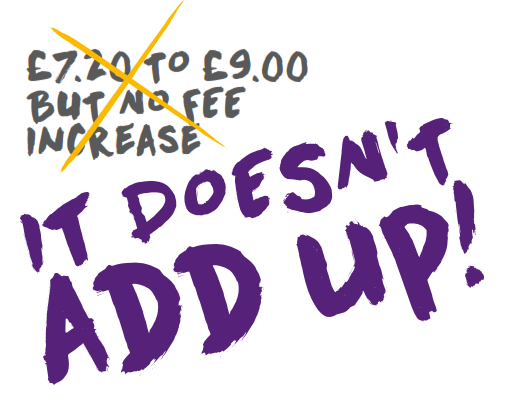 £7.20 TO £9.00
BUT NO FEE
INCREASE
IT DOESN'T
ADD UP!